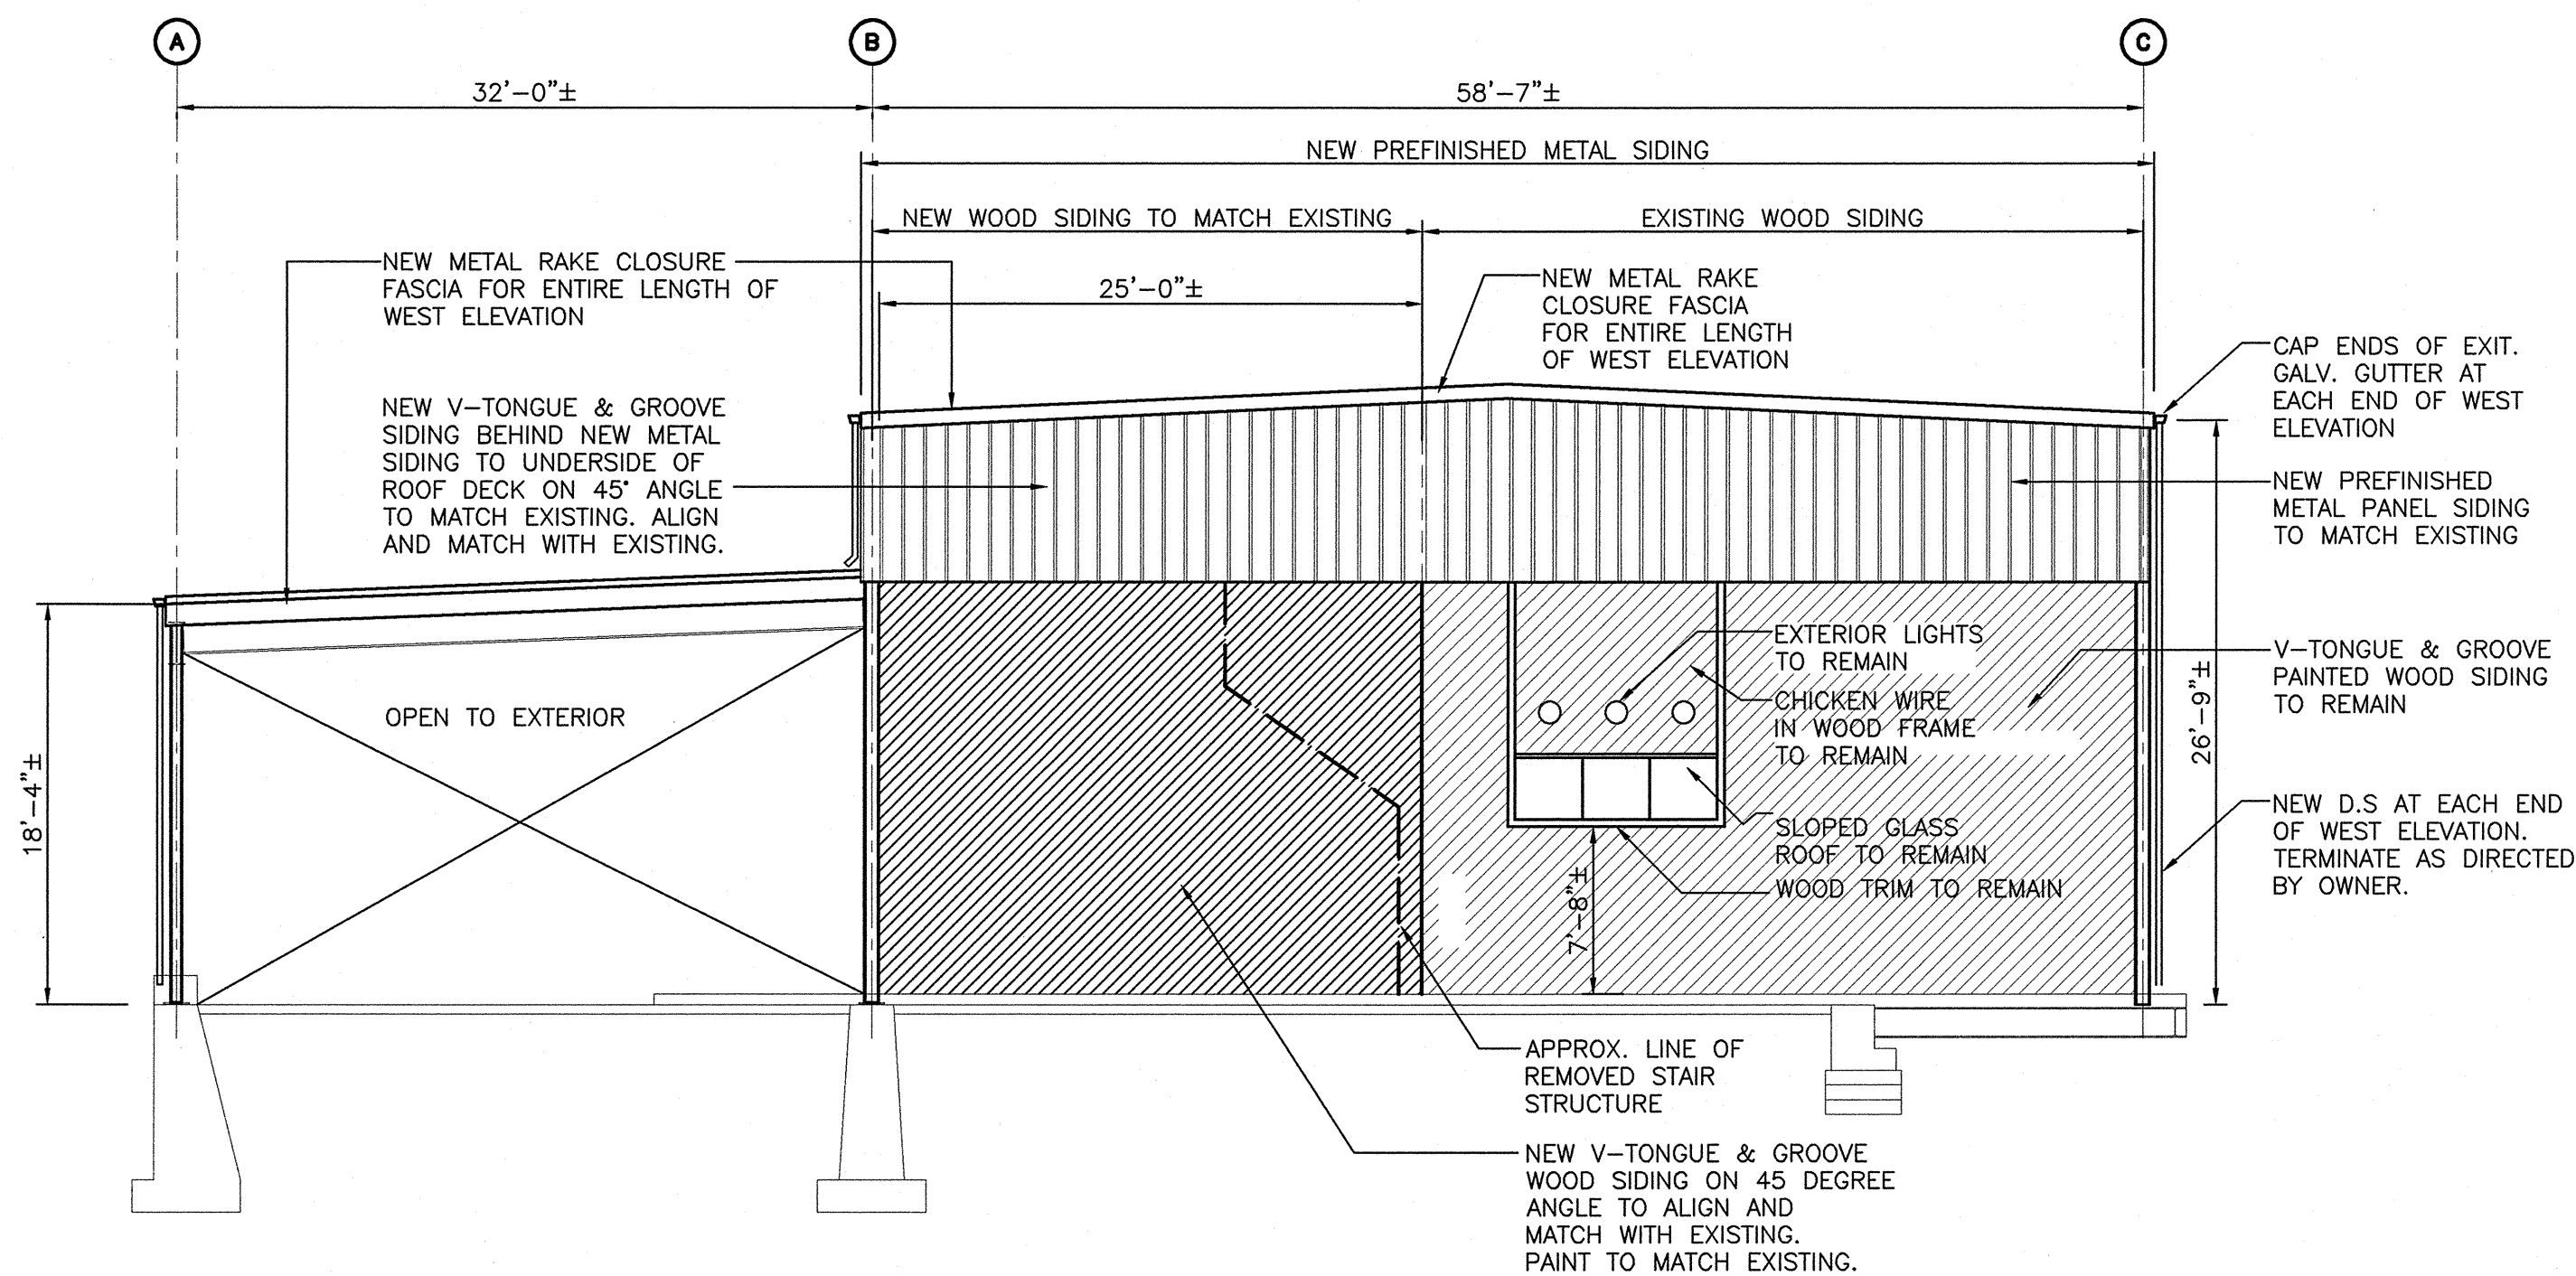 A
B
C
32'-0"±
58'-7"±
NEW PREFINISHED METAL SIDING
NEW WOOD SIDING TO MATCH EXISTING
EXISTING WOOD SIDING
NEW METAL RAKE CLOSURE
FASCIA FOR ENTIRE LENGTH OF
WEST ELEVATION
25'-0"±
NEW METAL RAKE
CLOSURE FASCIA
FOR ENTIRE LENGTH
OF WEST ELEVATION
CAP ENDS OF EXIT.
GALV. GUTTER AT
EACH END OF WEST
ELEVATION
NEW V-TONGUE & GROOVE
SIDING BEHIND NEW METAL
SIDING TO UNDERSIDE OF
ROOF DECK ON 45° ANGLE
TO MATCH EXISTING. ALIGN
AND MATCH WITH EXISTING.
NEW PREFINISHED
METAL PANEL SIDING
TO MATCH EXISTING
EXTERIOR LIGHTS
TO REMAIN
CHICKEN WIRE
IN WOOD FRAME
TO REMAIN
V-TONGUE & GROOVE
PAINTED WOOD SIDING
TO REMAIN
26'-9"±
OPEN TO EXTERIOR
18'-4"±
SLOPED GLASS
ROOF TO REMAIN
WOOD TRIM TO REMAIN
7'-8"±
NEW D.S AT EACH END
OF WEST ELEVATION.
TERMINATE AS DIRECTED
BY OWNER.
APPROX. LINE OF
REMOVED STAIR
STRUCTURE
NEW V-TONGUE & GROOVE
WOOD SIDING ON 45 DEGREE
ANGLE TO ALIGN AND
MATCH WITH EXISTING.
PAINT TO MATCH EXISTING.